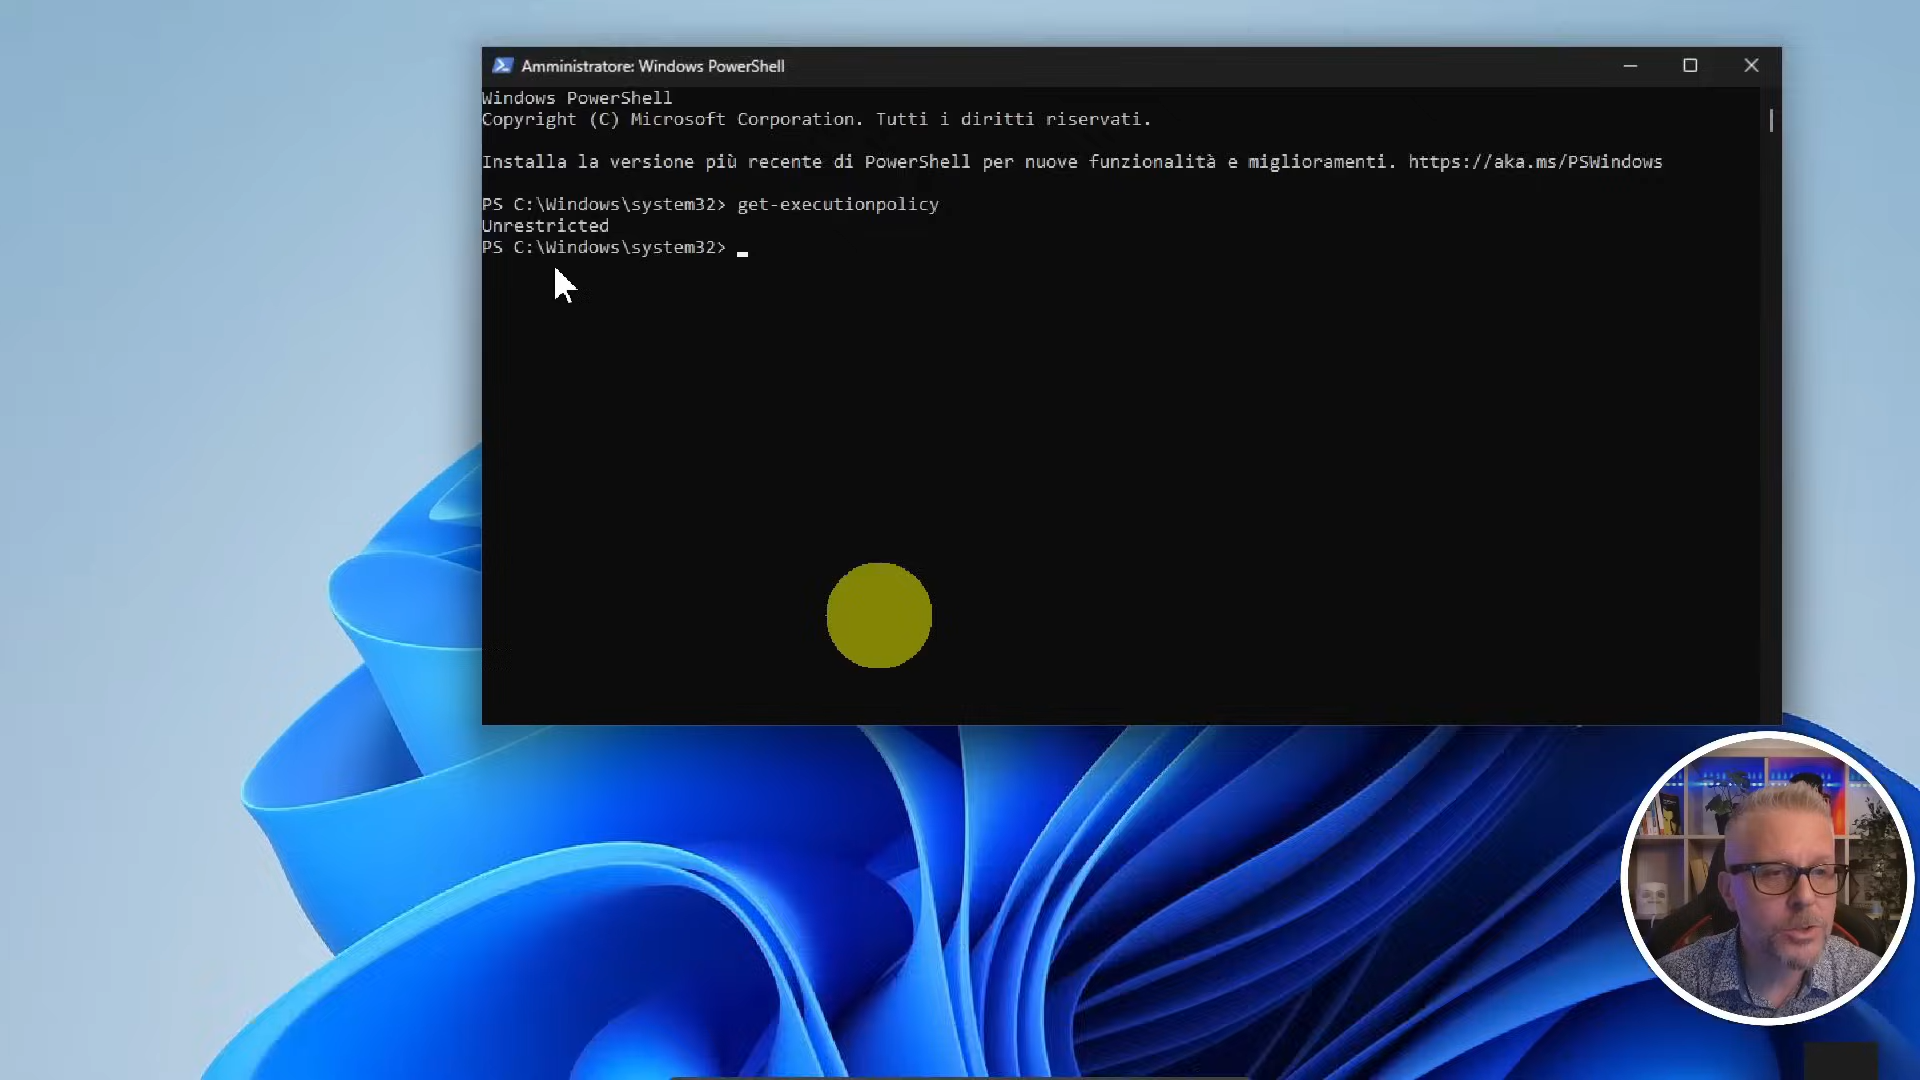 Amministratore: Windows PowerShell
Windows PowerShell
Copyright (C) Microsoft Corporation. Tutti i diritti riservati.
Installa la versione più recente di PowerShell per nuove funzionalità e miglioramenti. https://aka.ms/PSWindows
PS C:\Windows\system32> get-executionpolicy
Unrestricted
PS C:\Windows\system32>